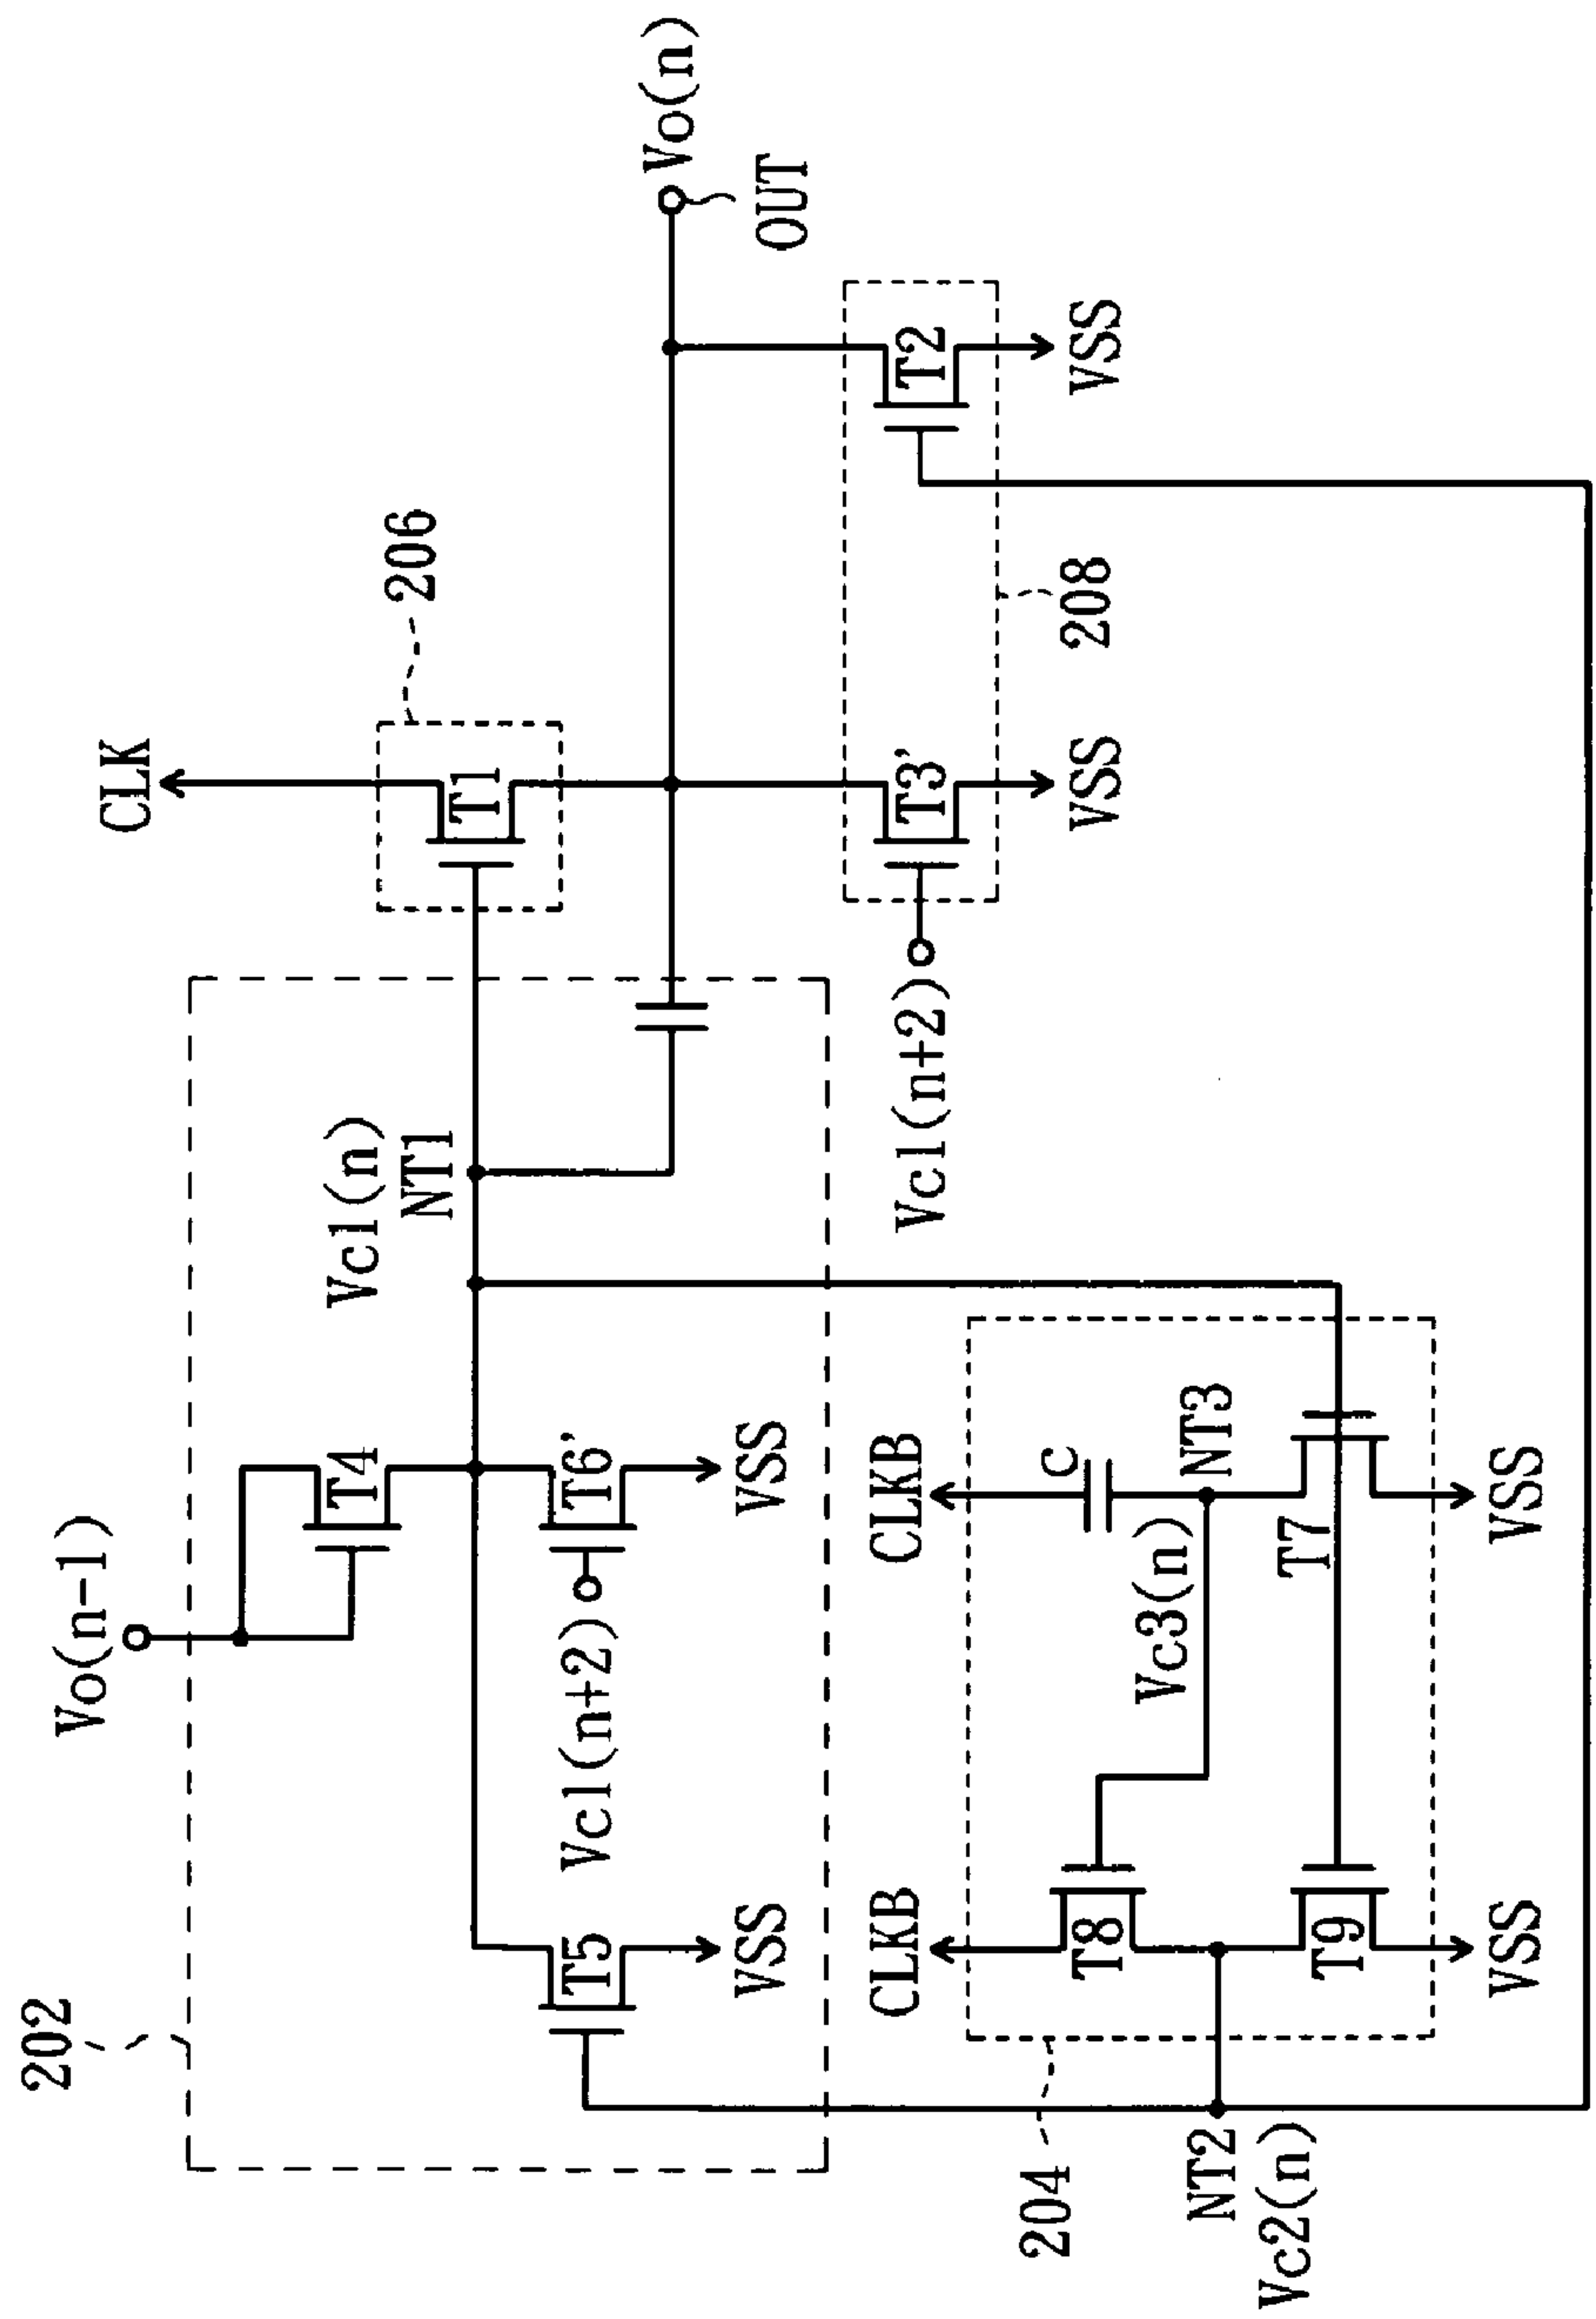 202
Vo(n-1)
CLK
T4
Vc1(n)
206
NT1
T1
T5
T6'
Vc1(n+2)
Vo(n)
VSS
VSS
OUT
CLKB
CLKB
Vc1(n+2)
T3'
T2
204
C
208
T8
VSS
VSS
Vc3(n)
NT3
NT2
Vc2(n)
T7
T9
VSS
VSS